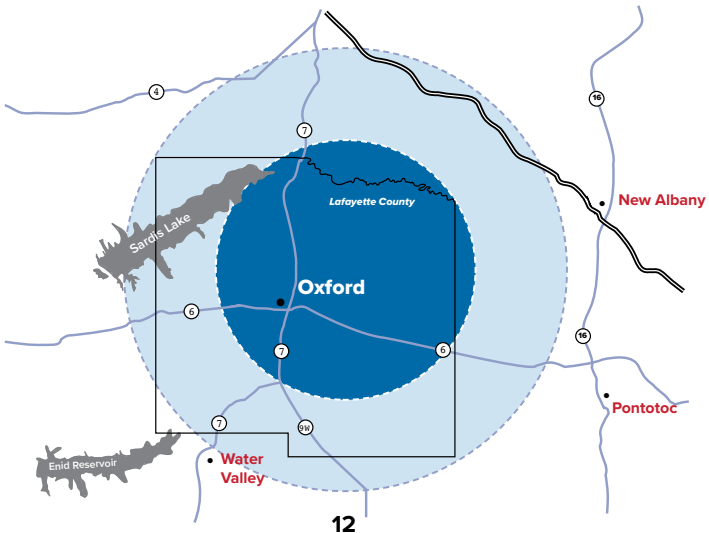 4
16
7
New Albany
Lafayette County
Sardis Lake
Oxford
6
7
6
16
Pontotoc
7
9W
Enid Reservoir
Water
Valley
12